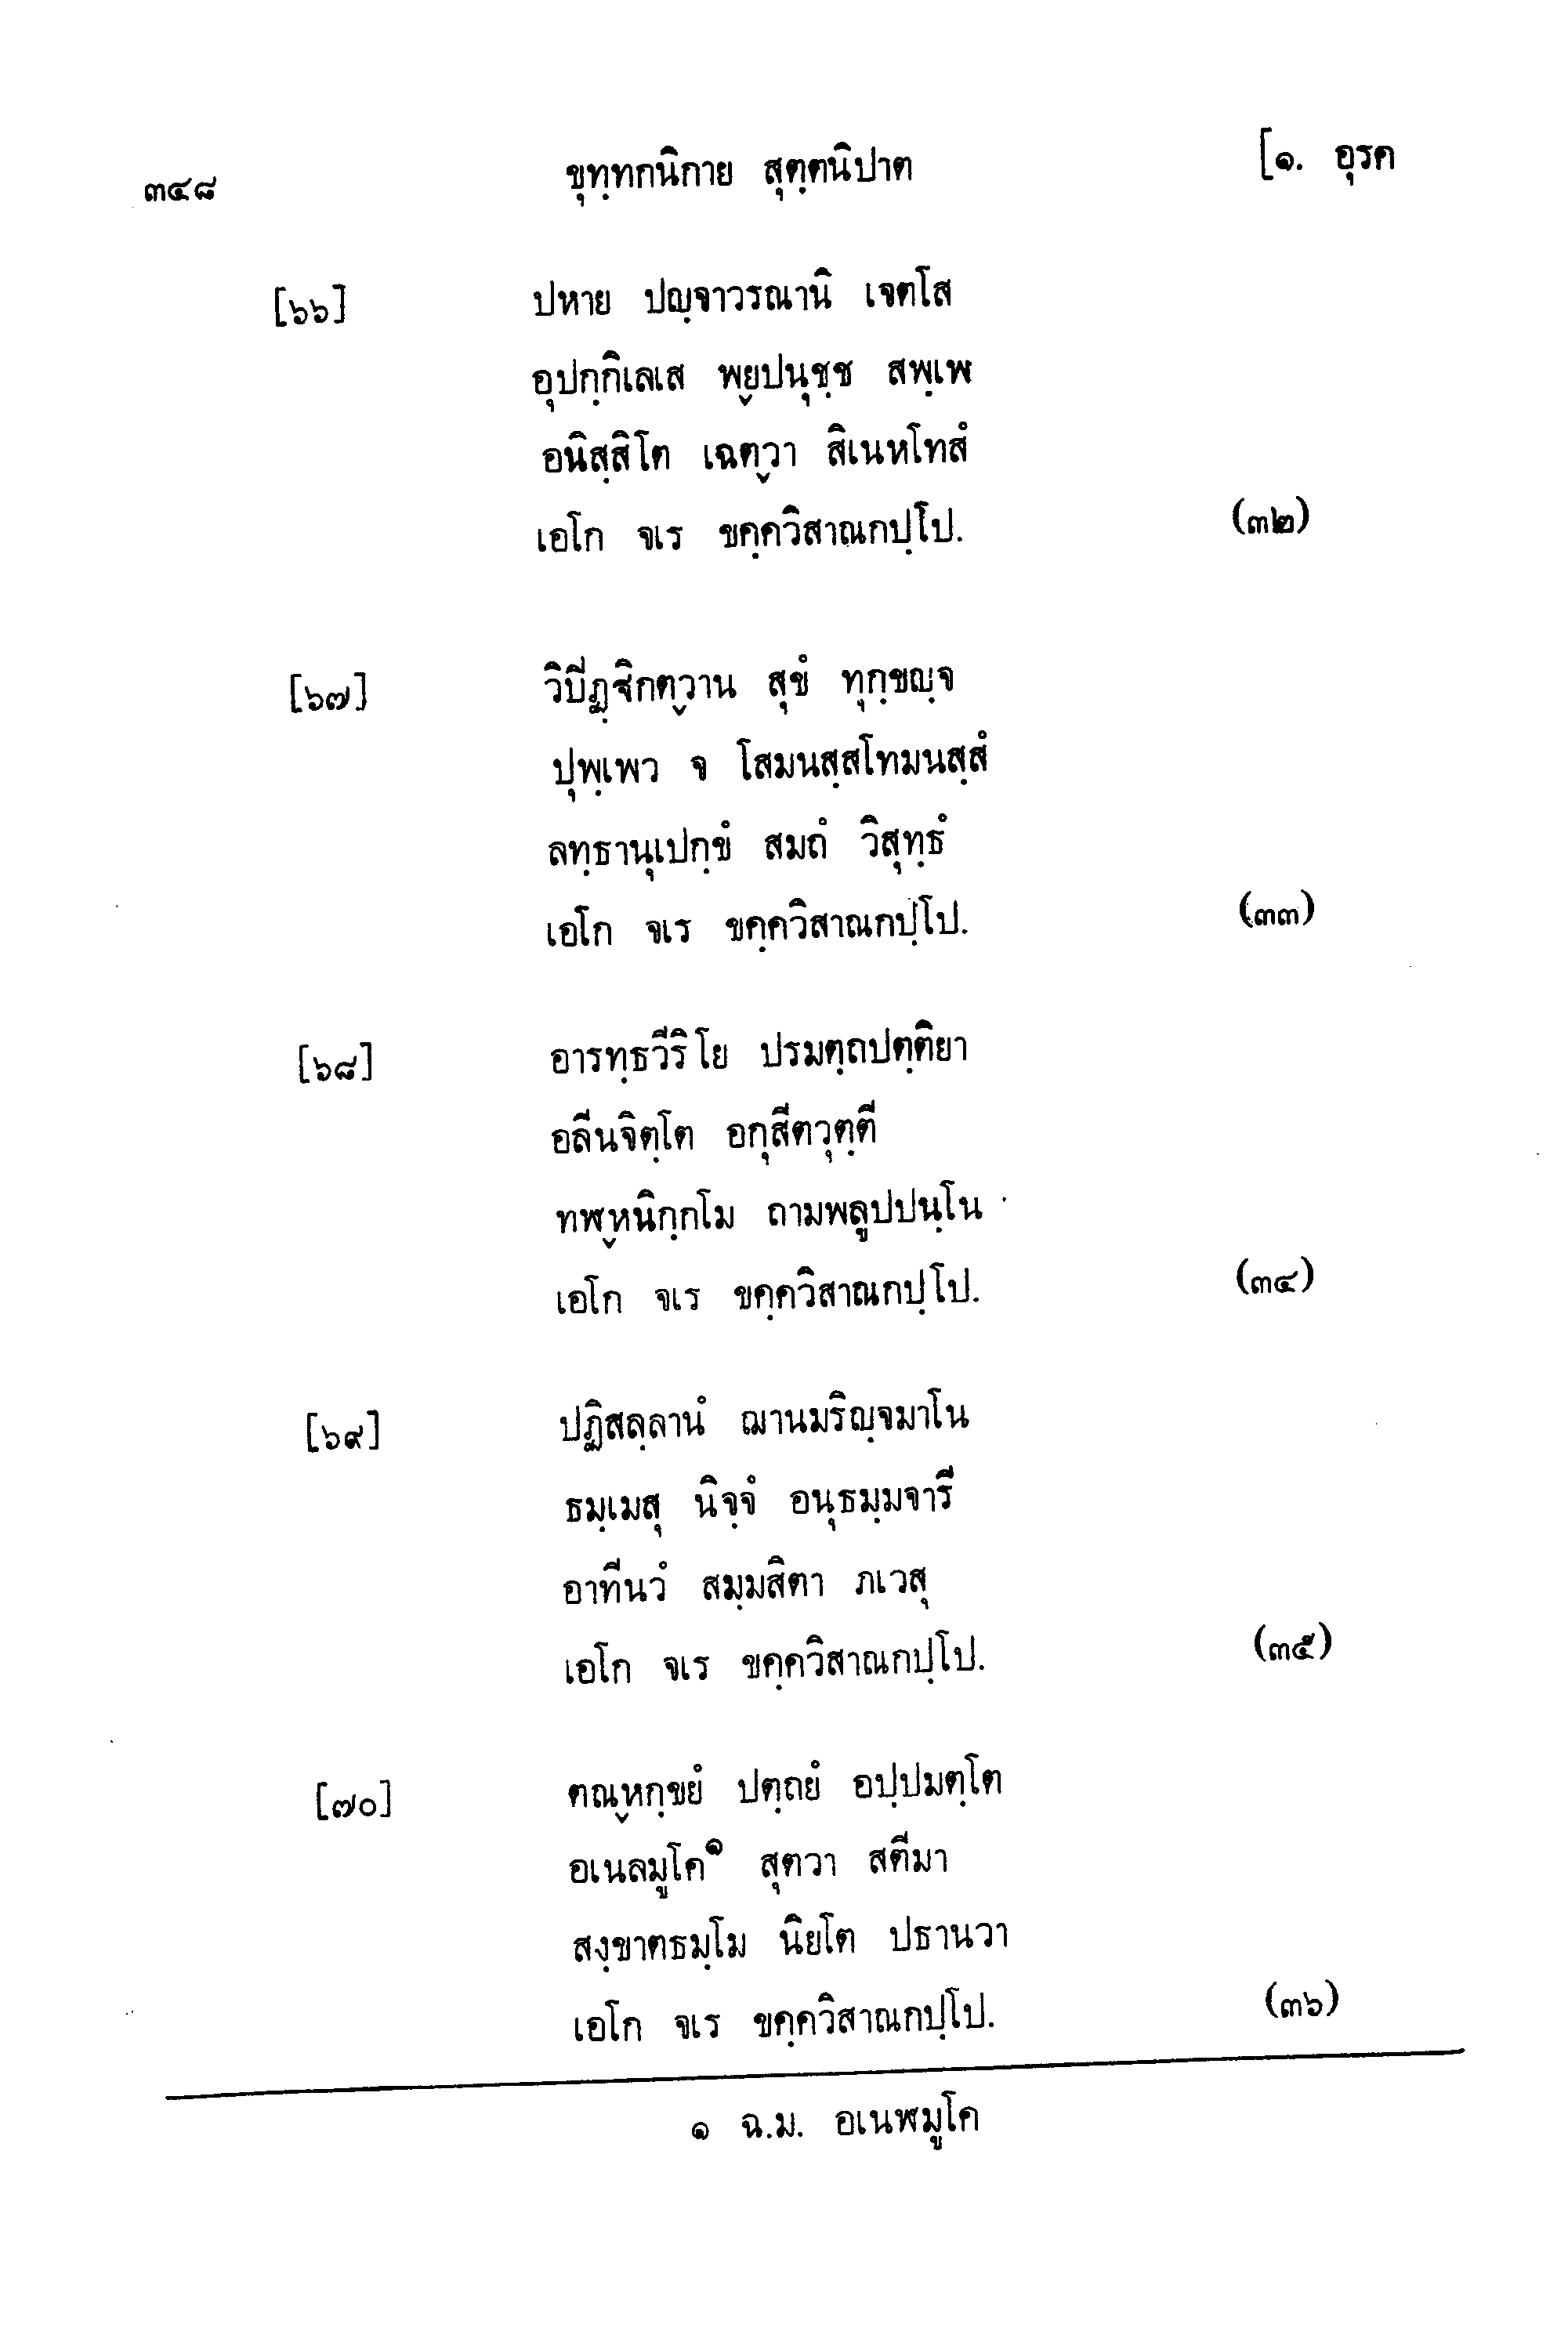 ๓๔๘ ขุทฺทกนิกาย สุตฺตนิปาต [๑. อุรค
[๖๖] ปหาย ปญฺจาวรณานิ เจตโส
อุปกฺกิเลเส พฺยปนุชฺช สพฺเพ
อนิสฺสิโต เฉตฺวา สิเนหโทสํ
เอโก จเร ขคฺควิสาณกปฺโป. (๓๒)
[๖๗] วิปีฏฺฐิกตฺวาน สุขํ ทุกฺขญฺจ
ปุพฺเพว จ โสมนสฺสโทมนสฺสํ
ลทฺธานุเปกฺขํ สมถํ วิสุทฺธํ
เอโก จเร ขคฺควิสาณกปฺโป. (๓๓)
[๖๘] อารทฺธวีริโย ปรมตฺถปตฺติยา
อลีนจิตฺโต อกุสีตวุตฺตี
ทฬฺหนิกฺกโม ถามพลูปปนฺโน
เอโก จเร ขคฺควิสาณกปฺโป. (๓๔)
[๖๙] ปฏิสลฺลานํ ฌานมริญฺจมาโน
ธมฺเมสุ นิจฺจํ อนุธมฺมจารี
อาทีนวํ สมฺมสิตา ภเวสุ
เอโก จเร ขคฺควิสาณกปฺโป. (๓๕)
[๗๐] ตณฺหกฺขยํ ปตฺถยํ อปฺปมตฺโต
อเนลมูโค๑ สุตวา สตีมา
สงฺขาตธมฺโม นิยโต ปธานวา
เอโก จเร ขคฺควิสาณกปฺโป. (๓๖)
๑ ฉ.ม. อเนฬมูโค